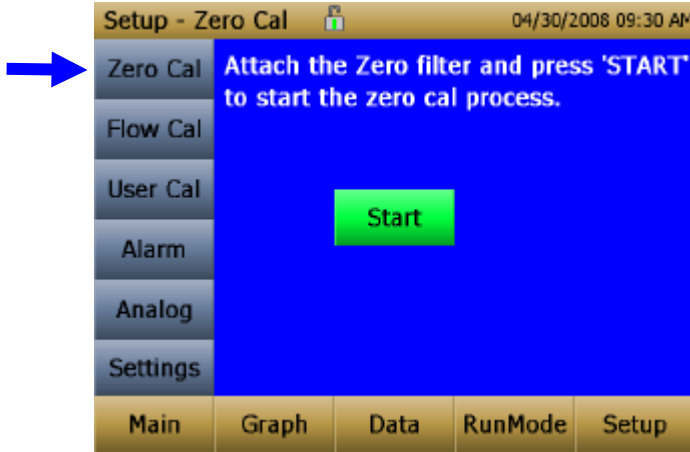 Setup - Zero Cal 04/30/2008 09:30 AM
Zero Cal
Attach the Zero filter and press 'START'
to start the zero cal process.
Flow Cal
User Cal
Start
Alarm
Analog
Settings
Main Graph Data RunMode Setup